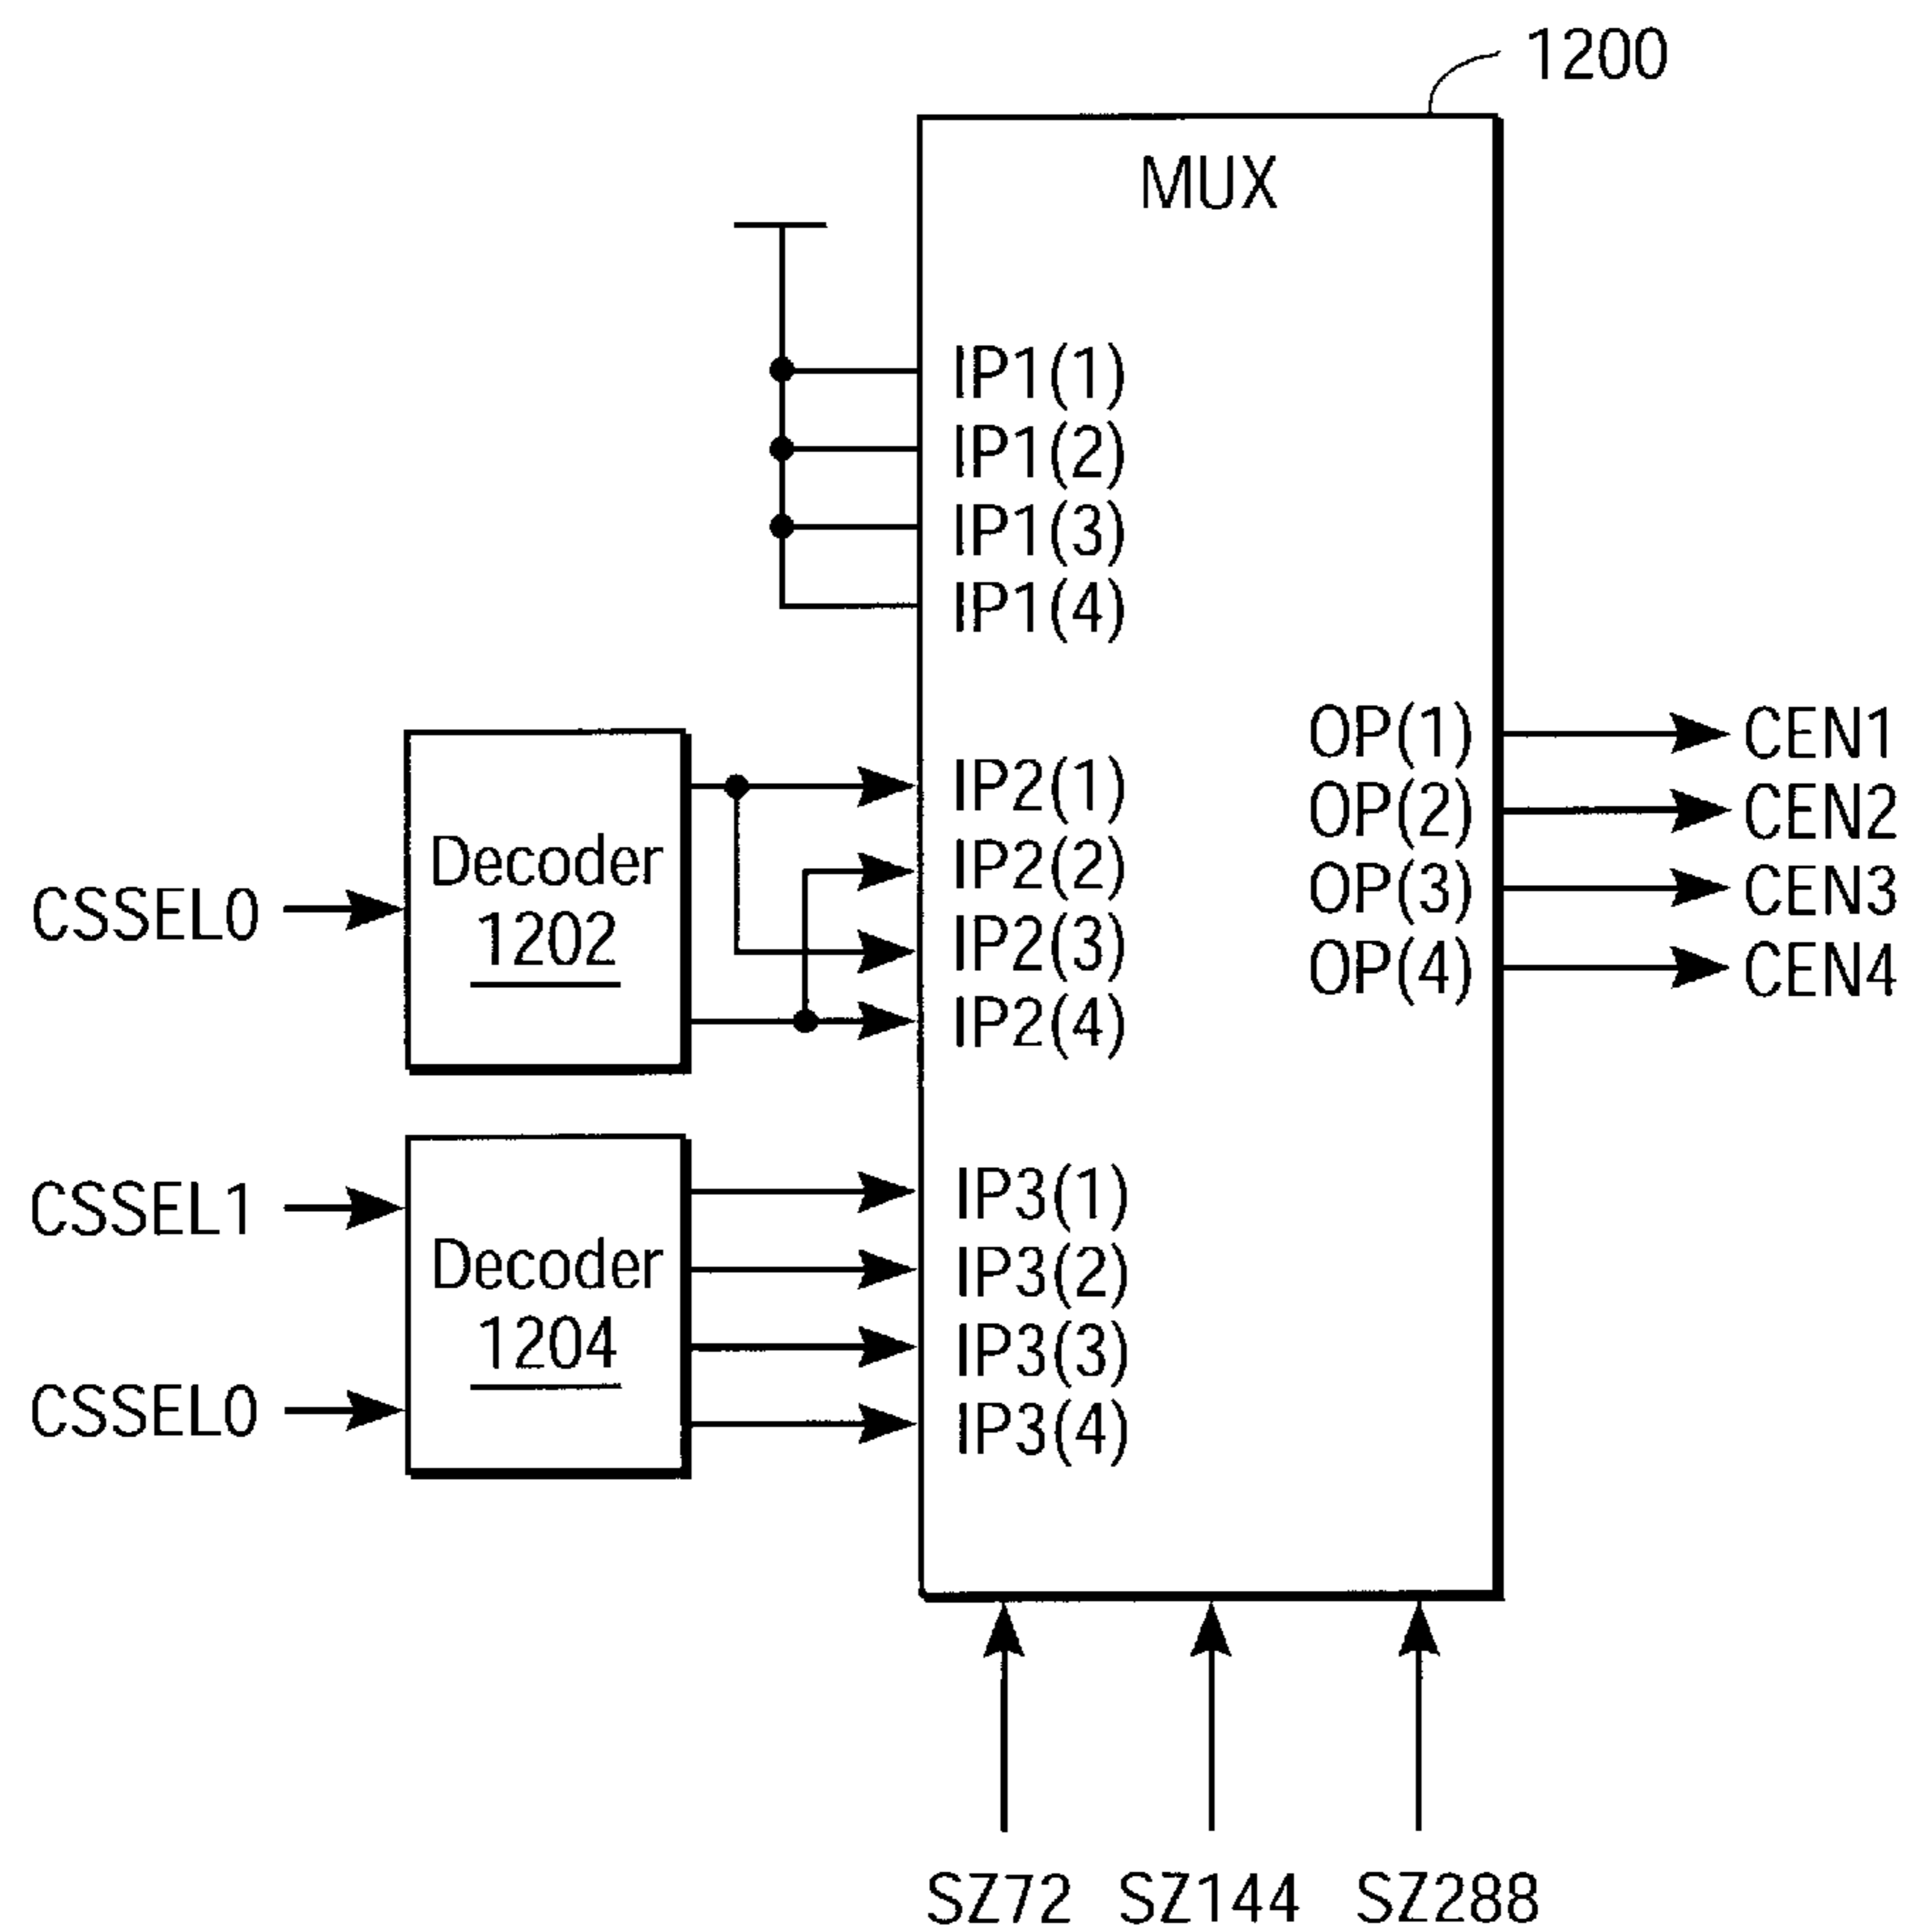 1200
MUX
IP1(1)
IP1(2)
IP1(3)
IP1(4)
CSSEL0
Decoder
1202
IP2(1)
IP2(2)
IP2(3)
IP2(4)
OP(1)
OP(2)
OP(3)
OP(4)
CEN1
CEN2
CEN3
CEN4
CSSEL1
CSSEL0
Decoder
1204
IP3(1)
IP3(2)
IP3(3)
IP3(4)
SZ72
SZ144
SZ288